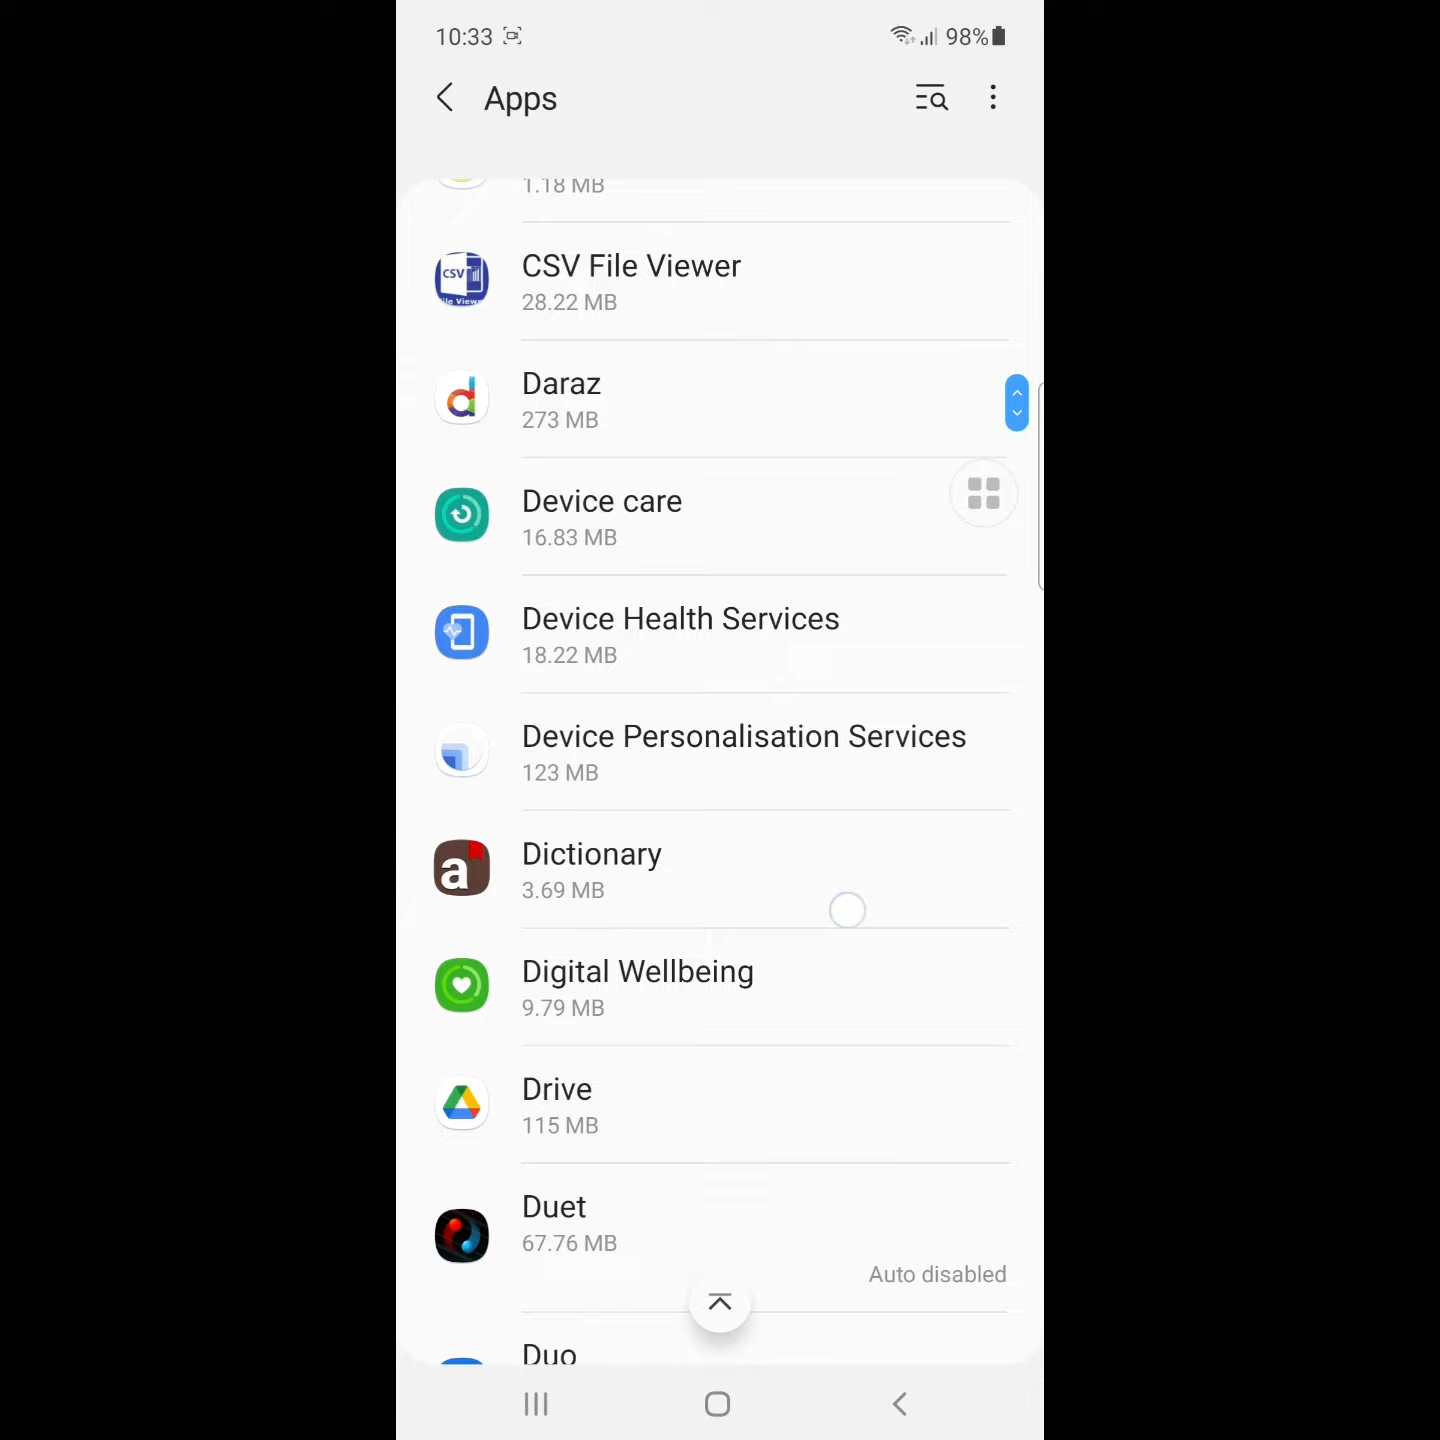 10:33 98%
Apps
1.18 MB
CSV File Viewer
28.22 MB
Daraz
273 MB
Device care
16.83 MB
Device Health Services
18.22 MB
Device Personalisation Services
123 MB
Dictionary
3.69 MB
Digital Wellbeing
9.79 MB
Drive
115 MB
Duet
67.76 MB
Auto disabled
Duo